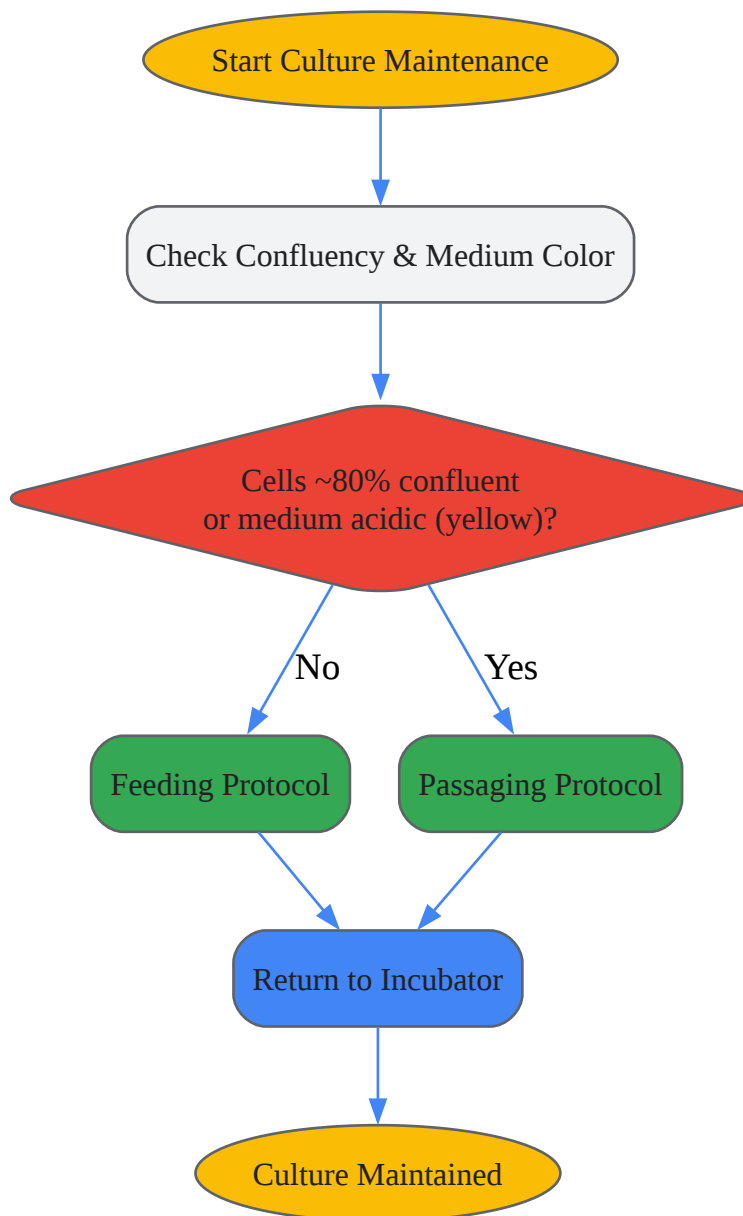 Start Culture Maintenance
Check Confluency & Medium Color
Cells ~80% confluent
or medium acidic (yellow)?
No
Yes
Feeding Protocol
Passaging Protocol
Return to Incubator
Culture Maintained